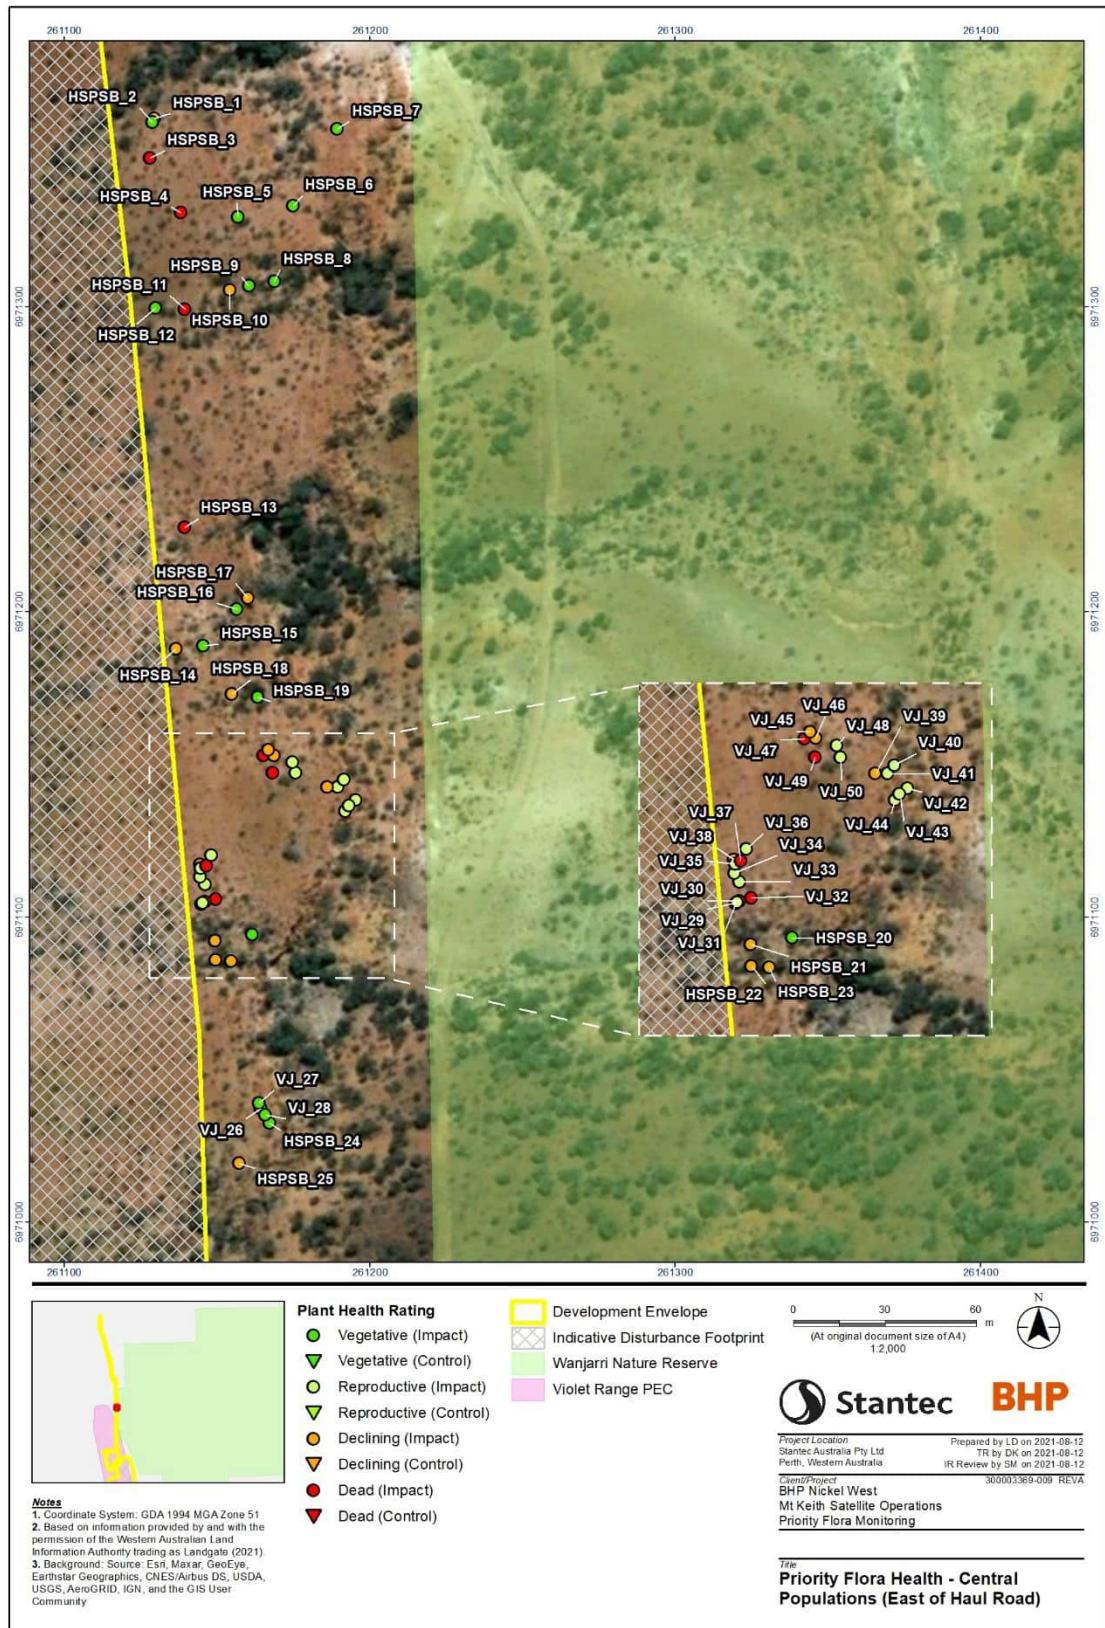 261100 261200 261300 261400
HSPSB_2
HSPSB_1
HSPSB_7
HSPSB_3
HSPSB_4
HSPSB_5
HSPSB_6
HSPSB_9
HSPSB_8
HSPSB_11
HSPSB_10
HSPSB_12
6971300 6971300
HSPSB_13
HSPSB_17
HSPSB_16
6971200 6971200
HSPSB_15
HSPSB_14
HSPSB_18
HSPSB_19
VJ_46
VJ_45
VJ_48
VJ_39
VJ_47
VJ_40
VJ_49
VJ_41
VJ_50
VJ_42
VJ_44
VJ_43
VJ_37
VJ_38
VJ_36
VJ_34
VJ_35
VJ_33
VJ_30
VJ_32
VJ_29
VJ_31
6971100 6971100
HSPSB_20
HSPSB_21
HSPSB_22
HSPSB_23
VJ_27
VJ_28
VJ_26
HSPSB_24
HSPSB_25
6971000 6971000
261100 261200 261300 261400
Plant Health Rating
Vegetative (Impact)
Vegetative (Control)
Reproductive (Impact)
Reproductive (Control)
Declining (Impact)
Declining (Control)
Dead (Impact)
Dead (Control)
Development Envelope
Indicative Disturbance Footprint
Wanjarri Nature Reserve
Violet Range PEC
0 30 60
m
(At original document size of A4)
1:2,000
N
Stantec
BHP
Project Location
Stantec Australia Pty Ltd
Perth, Western Australia
Prepared by LD on 2021-08-12
TR by DK on 2021-08-12
IR Review by SM on 2021-08-12
Client/Project
300003369-009 REVA
BHP Nickel West
Mt Keith Satellite Operations
Priority Flora Monitoring
Title
Priority Flora Health - Central
Populations (East of Haul Road)
Notes
1. Coordinate System: GDA 1994 MGA Zone 51
2. Based on information provided by and with the
permission of the Western Australian Land
Information Authority trading as Landgate (2021).
3. Background: Source: Esri, Maxar, GeoEye,
Earthstar Geographics, CNES/Airbus DS, USDA,
USGS, AeroGRID, IGN, and the GIS User
Community